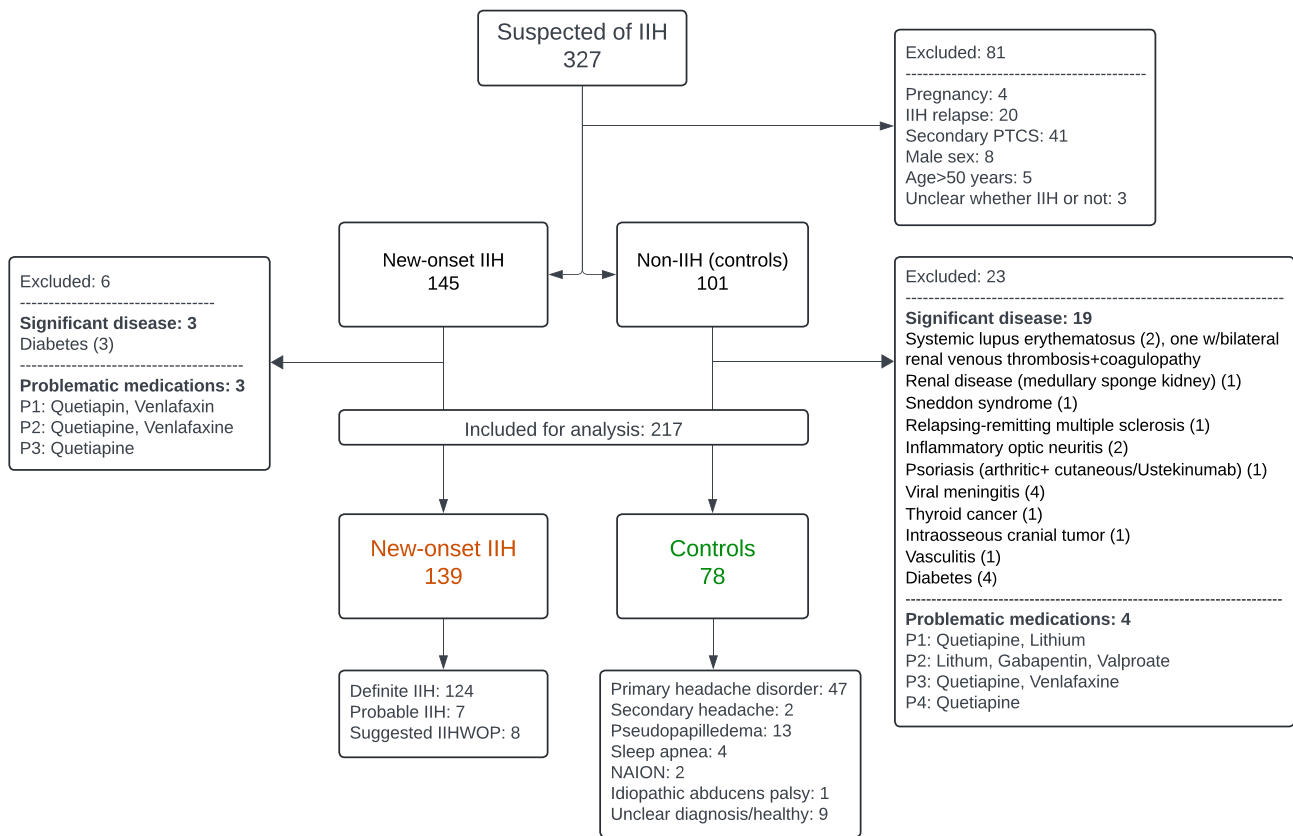 Suspected of IIH
327
Excluded: 81
------------------------------------------
Pregnancy: 4
IIH relapse: 20
Secondary PTCS: 41
Male sex: 8
Age>50 years: 5
Unclear whether IIH or not: 3
New-onset IIH
145
Non-IIH (controls)
101
Excluded: 6
----------------------------------
Significant disease: 3
Diabetes (3)
---------------------------------------
Problematic medications: 3
P1: Quetiapin, Venlafaxin
P2: Quetiapine, Venlafaxine
P3: Quetiapine
Excluded: 23
------------------------------------------------------------------
Significant disease: 19
Systemic lupus erythematosus (2), one w/bilateral
renal venous thrombosis+coagulopathy
Renal disease (medullary sponge kidney) (1)
Sneddon syndrome (1)
Relapsing-remitting multiple sclerosis (1)
Inflammatory optic neuritis (2)
Psoriasis (arthritic+ cutaneous/Ustekinumab) (1)
Viral meningitis (4)
Thyroid cancer (1)
Intraosseous cranial tumor (1)
Vasculitis (1)
Diabetes (4)
------------------------------------------------------------------
Problematic medications: 4
P1: Quetiapine, Lithium
P2: Lithum, Gabapentin, Valproate
P3: Quetiapine, Venlafaxine
P4: Quetiapine
Included for analysis: 217
New-onset IIH
139
Controls
78
Definite IIH: 124
Probable IIH: 7
Suggested IIHWOP: 8
Primary headache disorder: 47
Secondary headache: 2
Pseudopapilledema: 13
Sleep apnea: 4
NAION: 2
Idiopathic abducens palsy: 1
Unclear diagnosis/healthy: 9